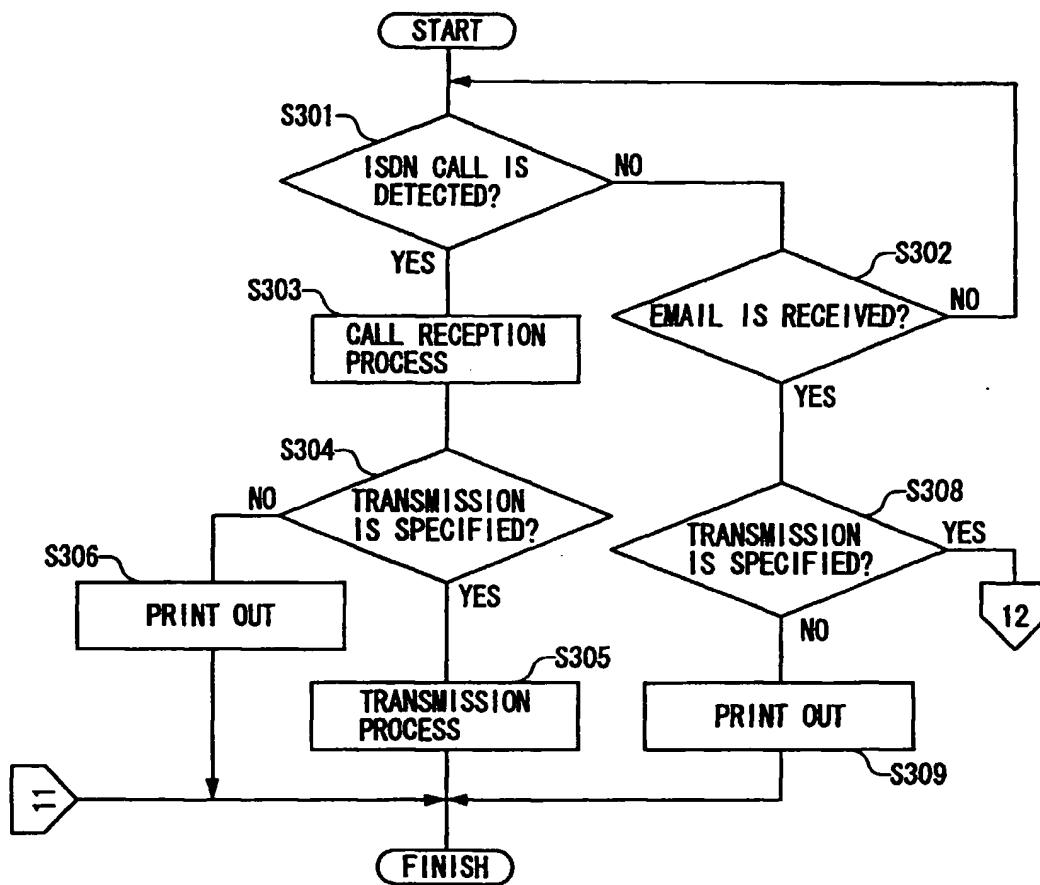 START
S301
ISDN CALL IS
DETECTED?
NO
YES
S302
EMAIL IS RECEIVED?
NO
YES
S303
CALL RECEPTION
PROCESS
S304
TRANSMISSION
IS SPECIFIED?
NO
YES
S308
TRANSMISSION
IS SPECIFIED?
YES
NO
12
S306
PRINT OUT
S305
TRANSMISSION
PROCESS
PRINT OUT
S309
11
FINISH